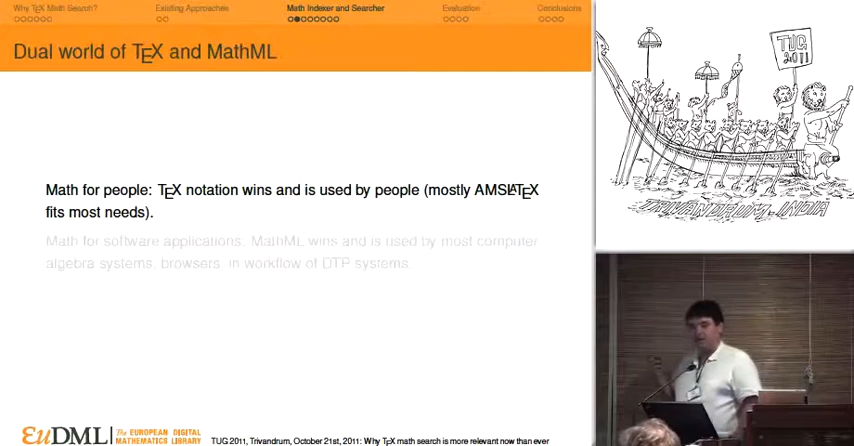 Why TEX Math Search?
Existing Approaches
Math Indexer and Searcher
Evaluation
Conclusions
Dual world of TEX and MathML
Math for people: TEX notation wins and is used by people (mostly AMSLATEX
fits most needs).
Math for software applications: MathML wins and is used by most computer
algebra systems, browsers, in workflow of DTP systems.
EuDML The EUROPEAN DIGITAL
MATHEMATICS LIBRARY
TUG 2011, Trivandrum, October 21st, 2011: Why TEX math search is more relevant now than ever
TUG
2011
TRIVANDRUM, INDIA